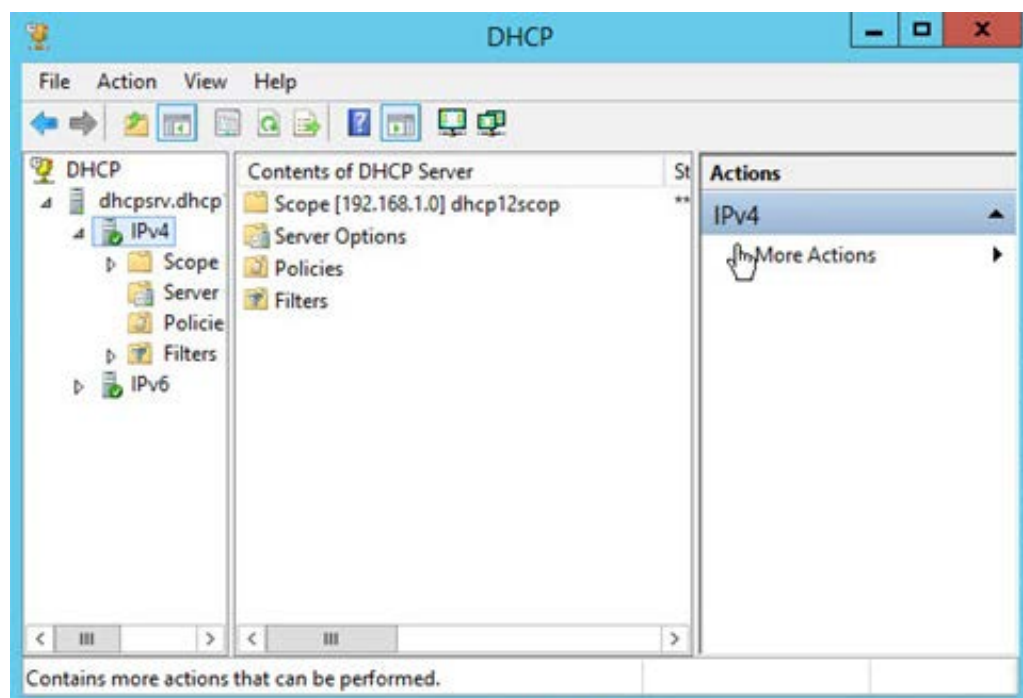 DHCP
File Action View Help
DHCP
dhcpsrv.dhcp
IPv4
Scope
Server
Policie
Filters
IPv6
Contents of DHCP Server St
Scope [192.168.1.0] dhcp12scop **
Server Options
Policies
Filters
Actions
IPv4
More Actions
Contains more actions that can be performed.